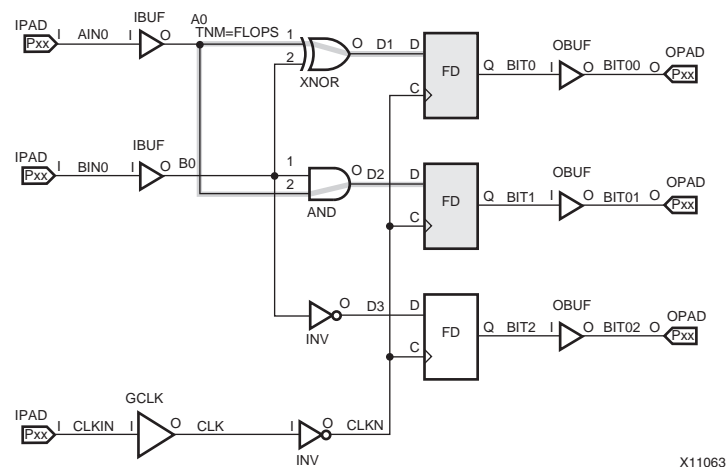 IPAD IBUF A0 OBUF OPAD
Pxx I AIN0 I O TNM=FLOPS 1 O D1 D FD Q BIT0 I O BIT00 O Pxx
2
XNOR
C
IPAD IBUF OBUF OPAD
Pxx I BIN0 I O B0 1 O D2 D FD Q BIT1 I O BIT01 O Pxx
2
AND
C
OBUF OPAD
O D3 D FD Q BIT2 I O BIT02 O Pxx
INV
C
IPAD GCLK
Pxx I CLKIN I O CLK I O CLKN
INV
X11063